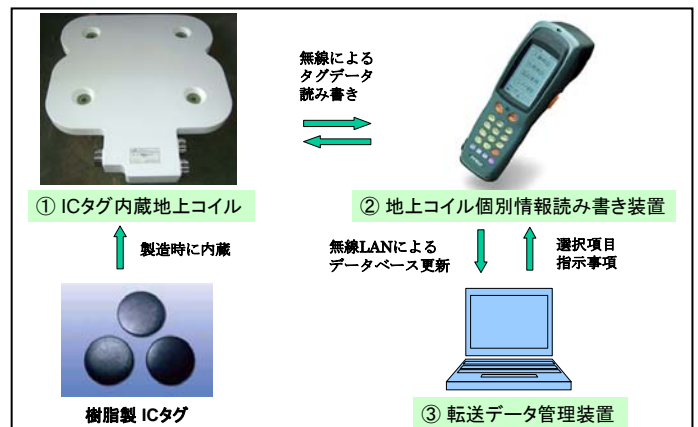 無線による
タグデータ
読み書き
① ICタグ内蔵地上コイル
② 地上コイル個別情報読み書き装置
製造時に内蔵
無線LANによる
データベース更新
選択項目
指示事項
樹脂製 ICタグ
③ 転送データ管理装置